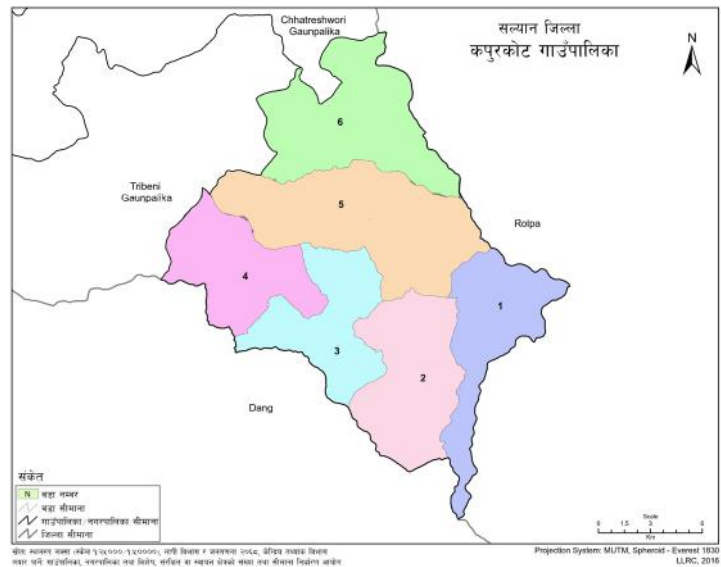 Chhatreshwori
Gaunpalika
सल्यान जिल्ला
कपुरकोट गाउँपालिका
N
6
Tribeni
Gaunpalika
5
Rolpa
4
1
3
2
Dang
संकेत
N वडा नम्बर
वडा सीमाना
गाउँपालिका/नगरपालिका सीमाना
जिल्ला सीमाना
Scale
0 1.5 3 6
Km
Projection System: MUTM, Spheroid - Everest 1830
LLRC, 2016